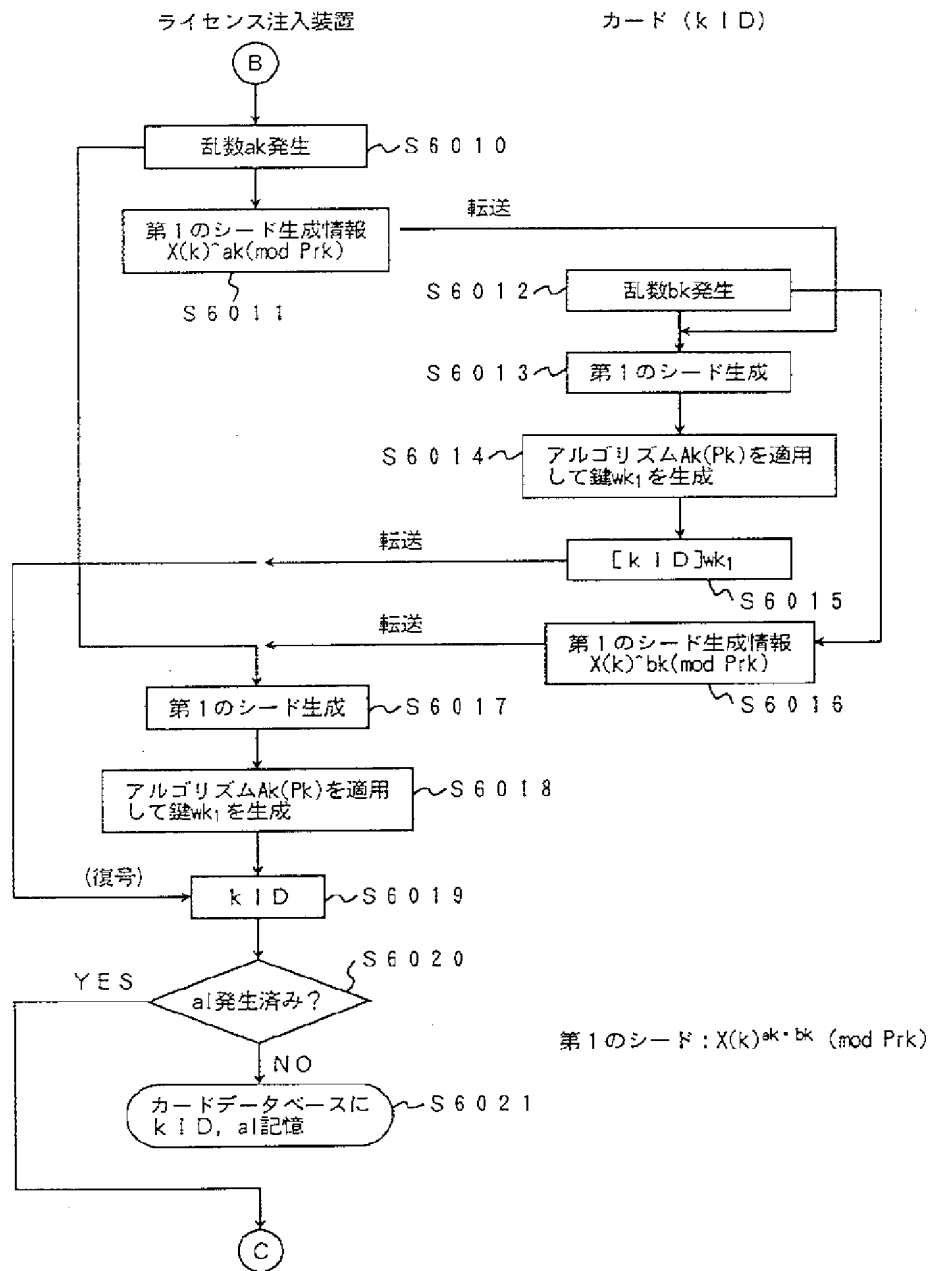 ライセンス注入装置
カード(kID)
B
乱数ak発生
S6010
転送
第1のシード生成情報
X(k)^ak(mod Prk)
S6011
S6012
乱数bk発生
S6013
第1のシード生成
S6014
アルゴリズムAk(Pk)を適用
して鍵wk₁を生成
転送
[kID]wk₁
S6015
転送
第1のシード生成情報
X(k)^bk(mod Prk)
S6016
第1のシード生成
S6017
アルゴリズムAk(Pk)を適用
して鍵wk₁を生成
S6018
(復号)
kID
S6019
S6020
YES
al発生済み?
第1のシード:X(k)ak・bk (mod Prk)
NO
カードデータベースに
kID, al記憶
S6021
C